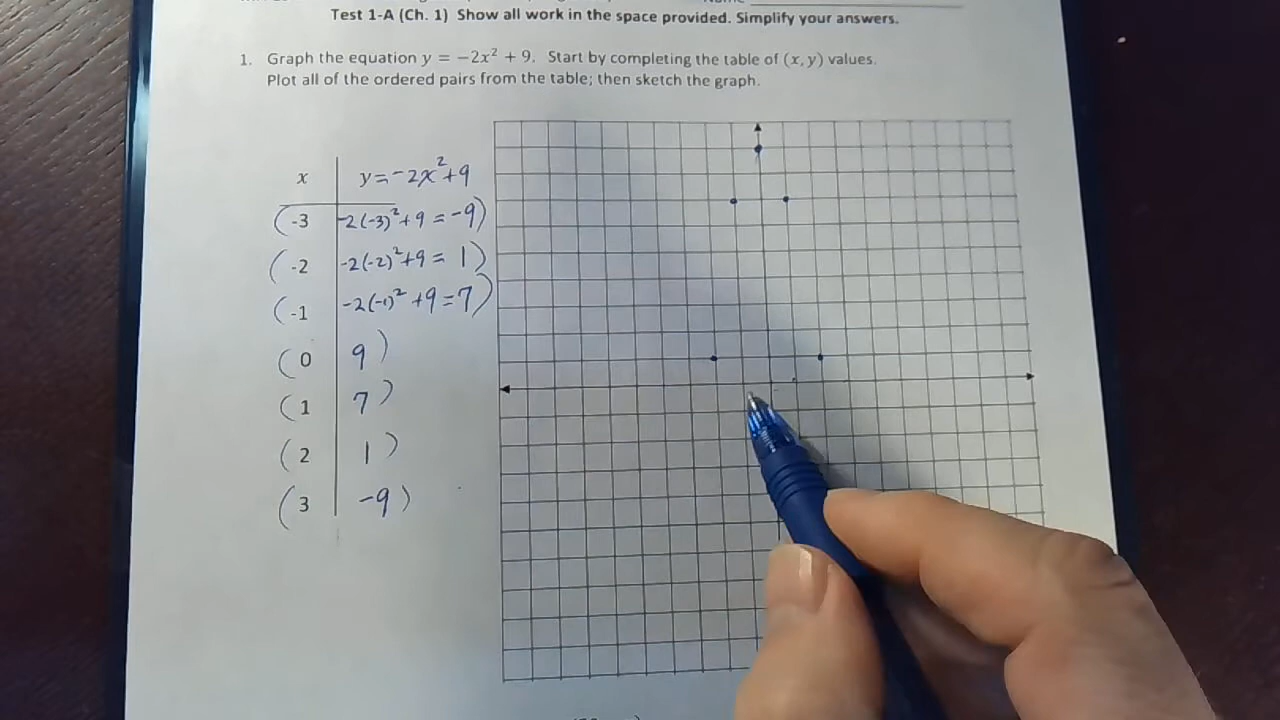 Test 1-A (Ch. 1) Show all work in the space provided. Simplify your answers.
1. Graph the equation y = −2x² + 9. Start by completing the table of (x, y) values.
Plot all of the ordered pairs from the table; then sketch the graph.
x y = -2x²+9
(-3 -2(-3)²+9 = -9)
(-2 -2(-2)²+9 = 1)
(-1 -2(-1)²+9=7)
(0 9)
(1 7)
(2 1)
(3 -9)